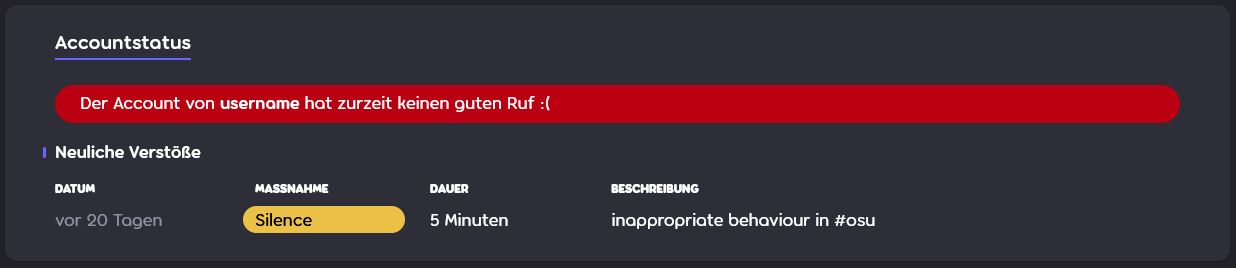 Accountstatus
Der Account von username hat zurzeit keinen guten Ruf :(
Neuliche Verstöße
DATUM MASSNAHME DAUER BESCHREIBUNG
vor 20 Tagen Silence 5 Minuten inappropriate behaviour in #osu